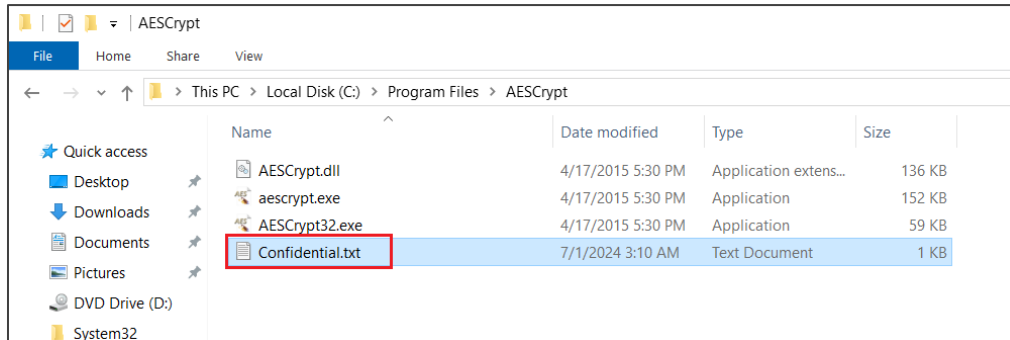 AESCrypt
File Home Share View
This PC > Local Disk (C:) > Program Files > AESCrypt
Name Date modified Type Size
Quick access
Desktop
Downloads
Documents
Pictures
DVD Drive (D:)
System32
AESCrypt.dll 4/17/2015 5:30 PM Application extens... 136 KB
aescrypt.exe 4/17/2015 5:30 PM Application 152 KB
AESCrypt32.exe 4/17/2015 5:30 PM Application 59 KB
Confidential.txt 7/1/2024 3:10 AM Text Document 1 KB